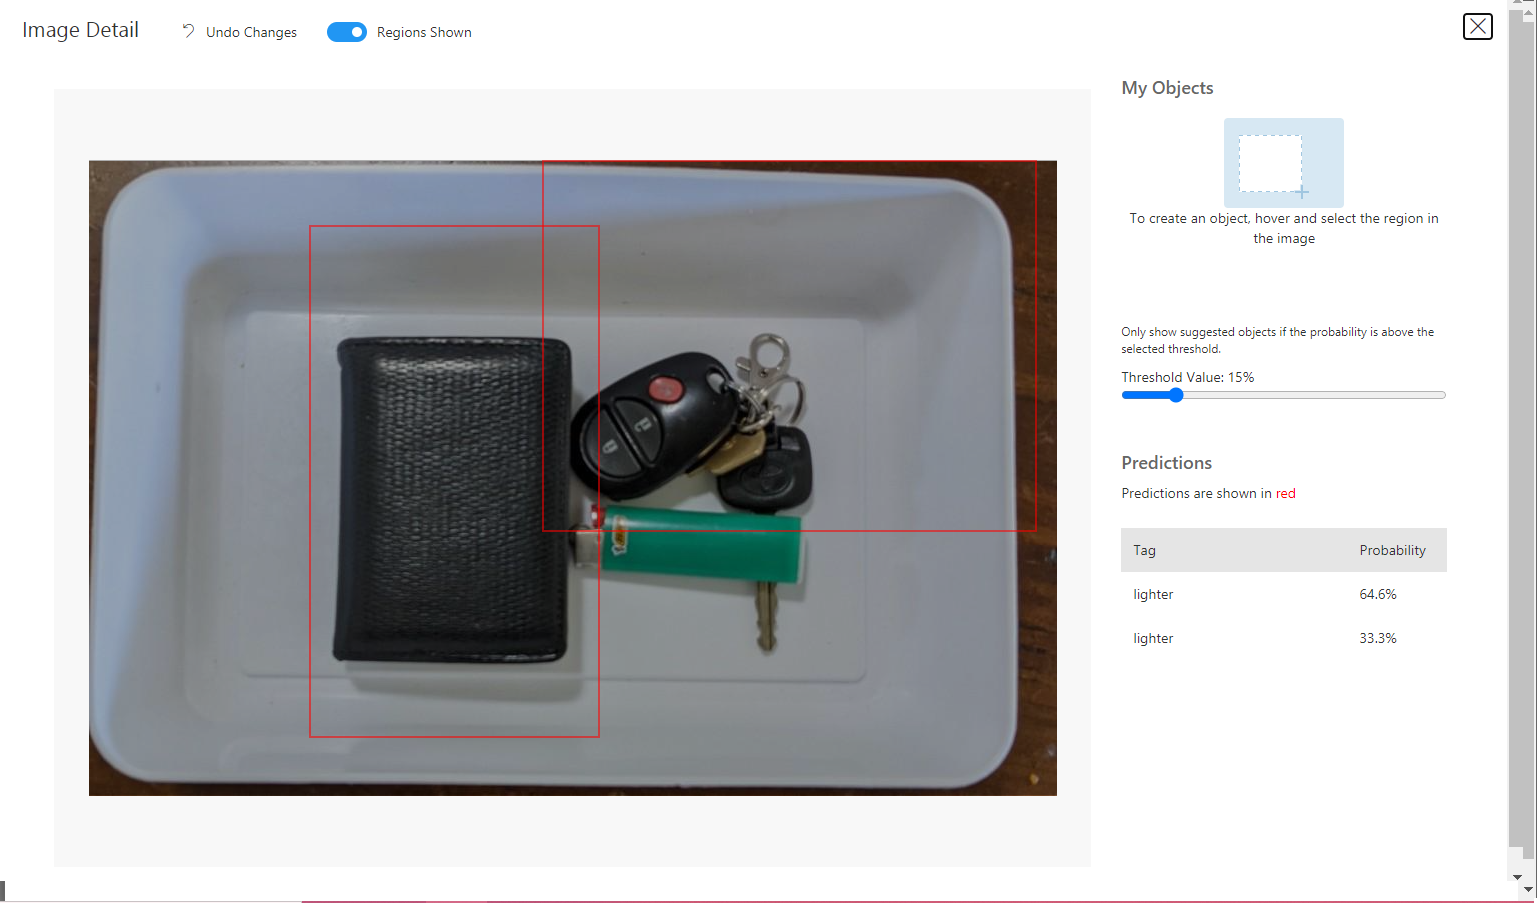 Image Detail
Undo Changes
Regions Shown
My Objects
To create an object, hover and select the region in
the image
Only show suggested objects if the probability is above the
selected threshold.
Threshold Value: 15%
Predictions
Predictions are shown in red
Tag Probability
lighter 64.6%
lighter 33.3%